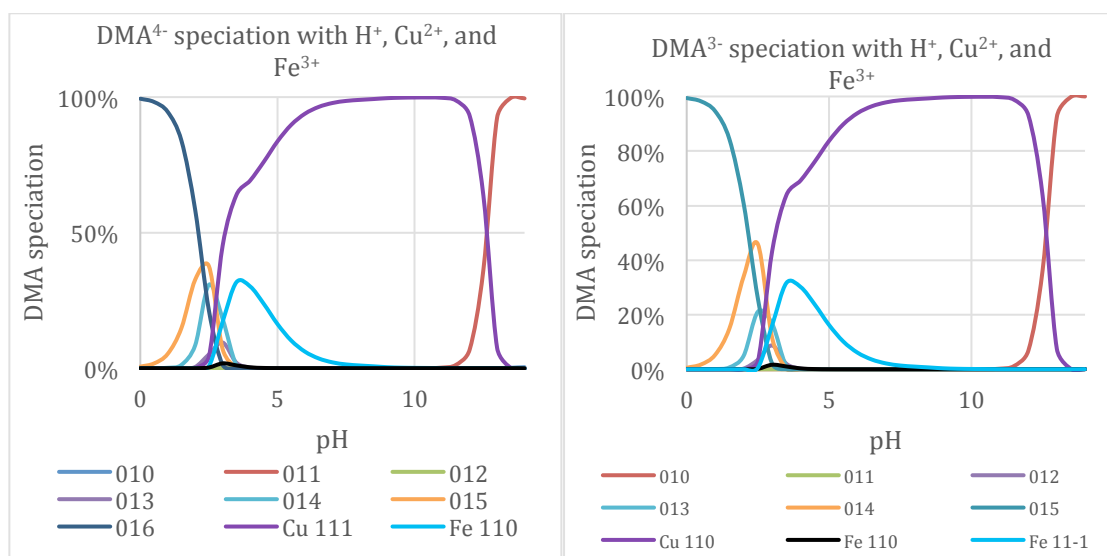 DMA4- speciation with H+, Cu2+, and
Fe3+
DMA speciation
100%
50%
0%
0 5 10
pH
010 011 012
013 014 015
016 Cu 111 Fe 110
DMA3- speciation with H+, Cu2+, and
Fe3+
DMA speciation
100%
80%
60%
40%
20%
0%
0 5 10
pH
010 011 012
013 014 015
Cu 110 Fe 110 Fe 11-1